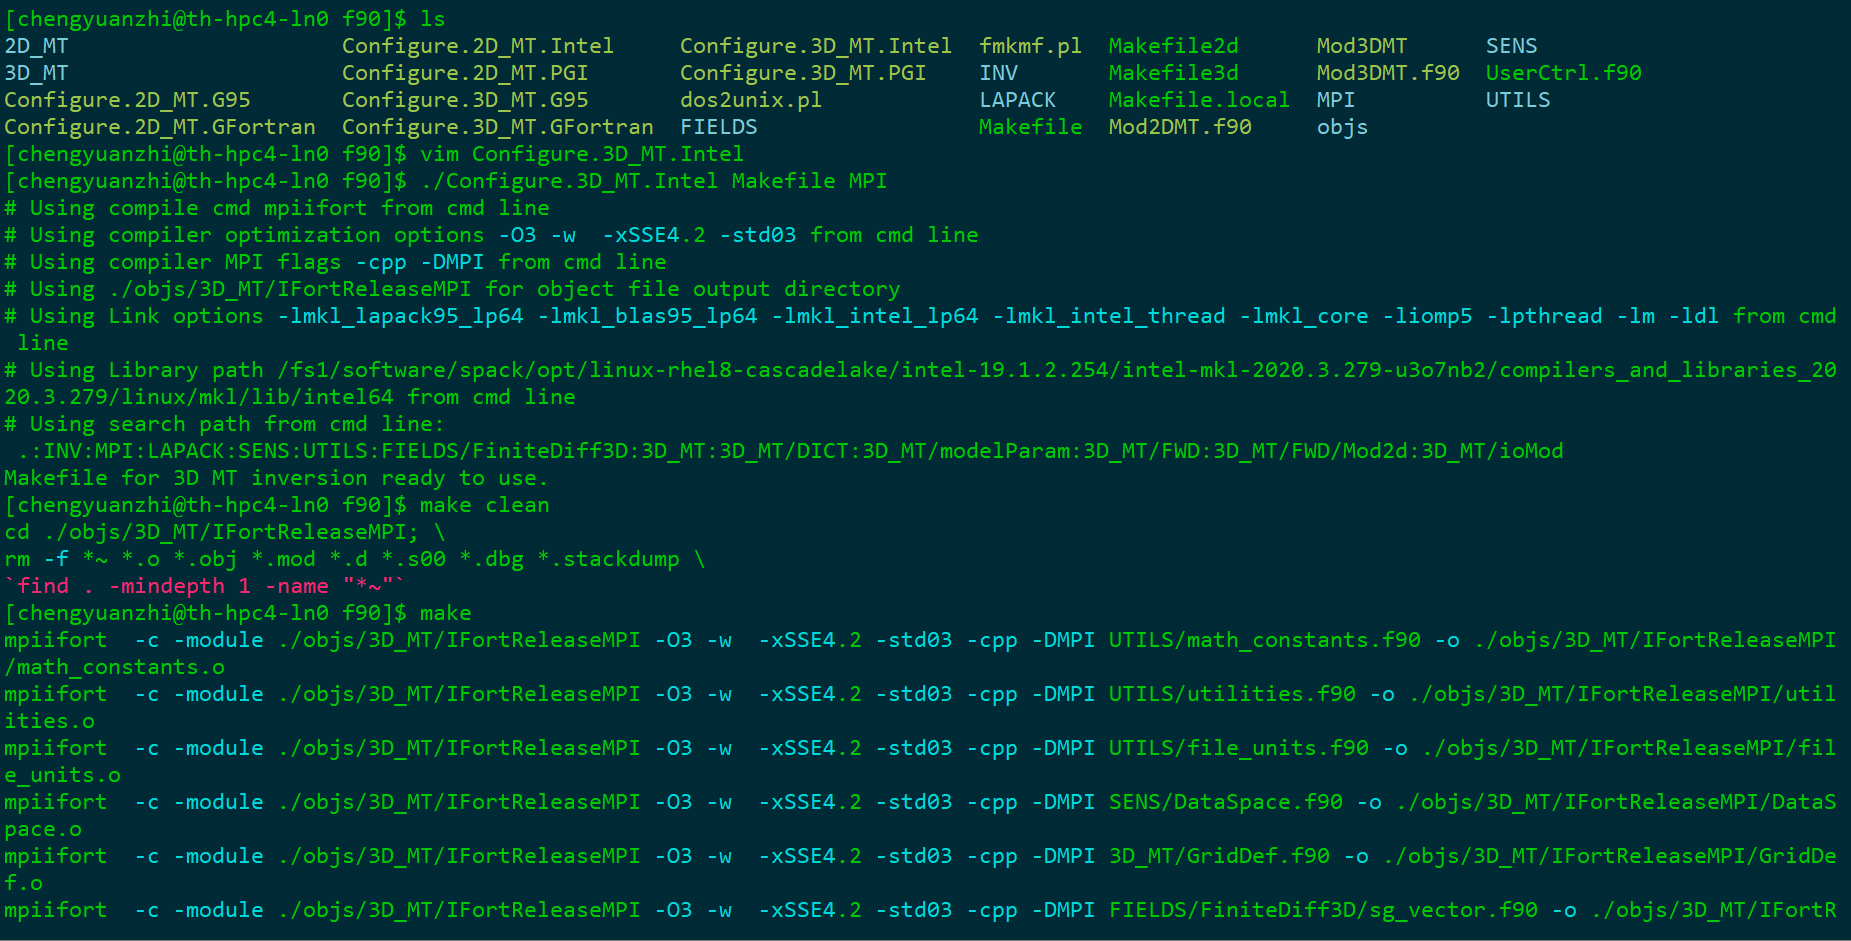 [chengyuanzhi@th-hpc4-ln0 f90]$ ls
2D_MT Configure.2D_MT.Intel Configure.3D_MT.Intel fmkmf.pl Makefile2d Mod3DMT SENS
3D_MT Configure.2D_MT.PGI Configure.3D_MT.PGI INV Makefile3d Mod3DMT.f90 UserCtrl.f90
Configure.2D_MT.G95 Configure.3D_MT.G95 dos2unix.pl LAPACK Makefile.local MPI UTILS
Configure.2D_MT.GFortran Configure.3D_MT.GFortran FIELDS Makefile Mod2DMT.f90 objs
[chengyuanzhi@th-hpc4-ln0 f90]$ vim Configure.3D_MT.Intel
[chengyuanzhi@th-hpc4-ln0 f90]$ ./Configure.3D_MT.Intel Makefile MPI
# Using compile cmd mpiifort from cmd line
# Using compiler optimization options -O3 -w  -xSSE4.2 -std03 from cmd line
# Using compiler MPI flags -cpp -DMPI from cmd line
# Using ./objs/3D_MT/IFortReleaseMPI for object file output directory
# Using Link options -lmkl_lapack95_lp64 -lmkl_blas95_lp64 -lmkl_intel_lp64 -lmkl_intel_thread -lmkl_core -liomp5 -lpthread -lm -ldl from cmd
 line
# Using Library path /fs1/software/spack/opt/linux-rhel8-cascadelake/intel-19.1.2.254/intel-mkl-2020.3.279-u3o7nb2/compilers_and_libraries_20
20.3.279/linux/mkl/lib/intel64 from cmd line
# Using search path from cmd line:
 .:INV:MPI:LAPACK:SENS:UTILS:FIELDS/FiniteDiff3D:3D_MT:3D_MT/DICT:3D_MT/modelParam:3D_MT/FWD:3D_MT/FWD/Mod2d:3D_MT/ioMod
Makefile for 3D MT inversion ready to use.
[chengyuanzhi@th-hpc4-ln0 f90]$ make clean
cd ./objs/3D_MT/IFortReleaseMPI; \
rm -f *~ *.o *.obj *.mod *.d *.s00 *.dbg *.stackdump \
`find . -mindepth 1 -name "*~"`
[chengyuanzhi@th-hpc4-ln0 f90]$ make
mpiifort  -c -module ./objs/3D_MT/IFortReleaseMPI -O3 -w  -xSSE4.2 -std03 -cpp -DMPI UTILS/math_constants.f90 -o ./objs/3D_MT/IFortReleaseMPI
/math_constants.o
mpiifort  -c -module ./objs/3D_MT/IFortReleaseMPI -O3 -w  -xSSE4.2 -std03 -cpp -DMPI UTILS/utilities.f90 -o ./objs/3D_MT/IFortReleaseMPI/util
ities.o
mpiifort  -c -module ./objs/3D_MT/IFortReleaseMPI -O3 -w  -xSSE4.2 -std03 -cpp -DMPI UTILS/file_units.f90 -o ./objs/3D_MT/IFortReleaseMPI/fil
e_units.o
mpiifort  -c -module ./objs/3D_MT/IFortReleaseMPI -O3 -w  -xSSE4.2 -std03 -cpp -DMPI SENS/DataSpace.f90 -o ./objs/3D_MT/IFortReleaseMPI/DataS
pace.o
mpiifort  -c -module ./objs/3D_MT/IFortReleaseMPI -O3 -w  -xSSE4.2 -std03 -cpp -DMPI 3D_MT/GridDef.f90 -o ./objs/3D_MT/IFortReleaseMPI/GridDe
f.o
mpiifort  -c -module ./objs/3D_MT/IFortReleaseMPI -O3 -w  -xSSE4.2 -std03 -cpp -DMPI FIELDS/FiniteDiff3D/sg_vector.f90 -o ./objs/3D_MT/IFortR